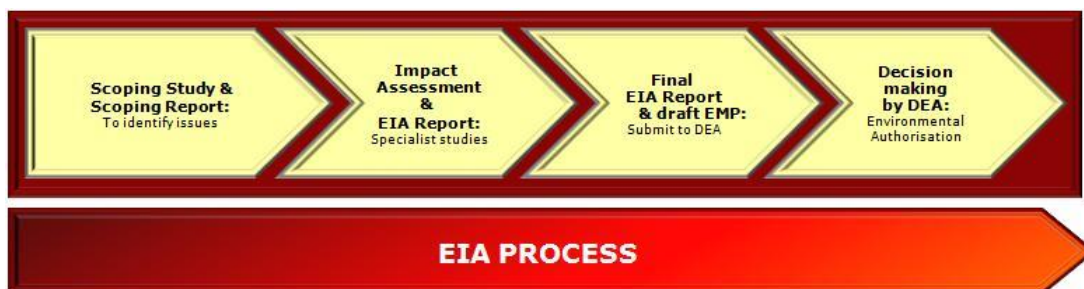 Scoping Study &
Scoping Report:
To identify issues
Impact
Assessment
&
EIA Report:
Specialist studies
Final
EIA Report
& draft EMP:
Submit to DEA
Decision
making
by DEA:
Environmental
Authorisation
EIA PROCESS